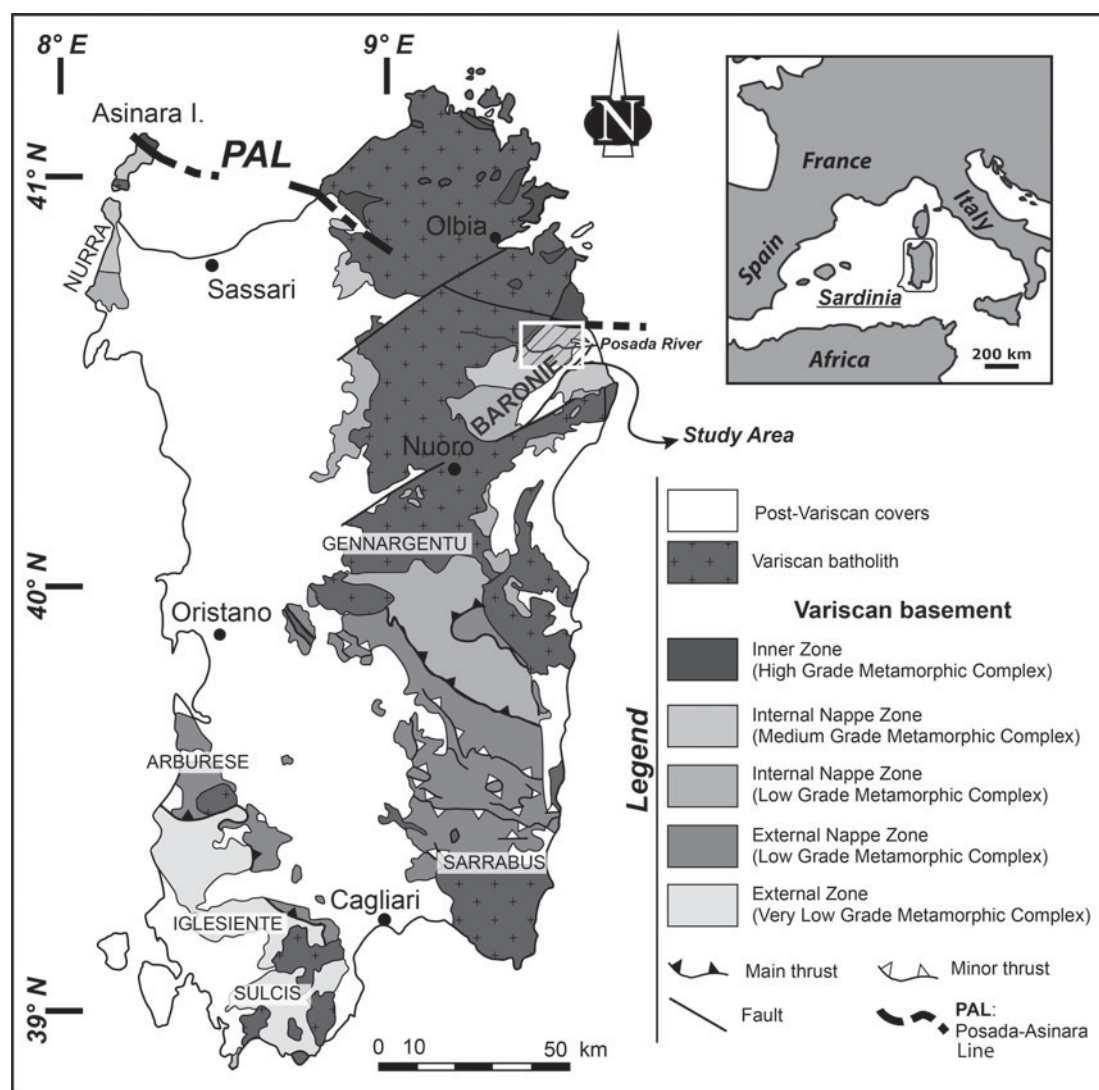 8° E
9° E
Asinara I.
PAL
N
41° N
Olbia
NURRA
Sassari
Posada River
BARONIE
Study Area
Nuoro
GENNARGENTU
40° N
Oristano
ARBURESE
SARRABUS
Cagliari
IGLESIENTE
SULCIS
39° N
0 10 50 km
France
Italy
Spain
Sardinia
Africa
200 km
Legend
Post-Variscan covers
Variscan batholith
Variscan basement
Inner Zone
(High Grade Metamorphic Complex)
Internal Nappe Zone
(Medium Grade Metamorphic Complex)
Internal Nappe Zone
(Low Grade Metamorphic Complex)
External Nappe Zone
(Low Grade Metamorphic Complex)
External Zone
(Very Low Grade Metamorphic Complex)
Main thrust
Minor thrust
Fault
PAL:
Posada-Asinara
Line